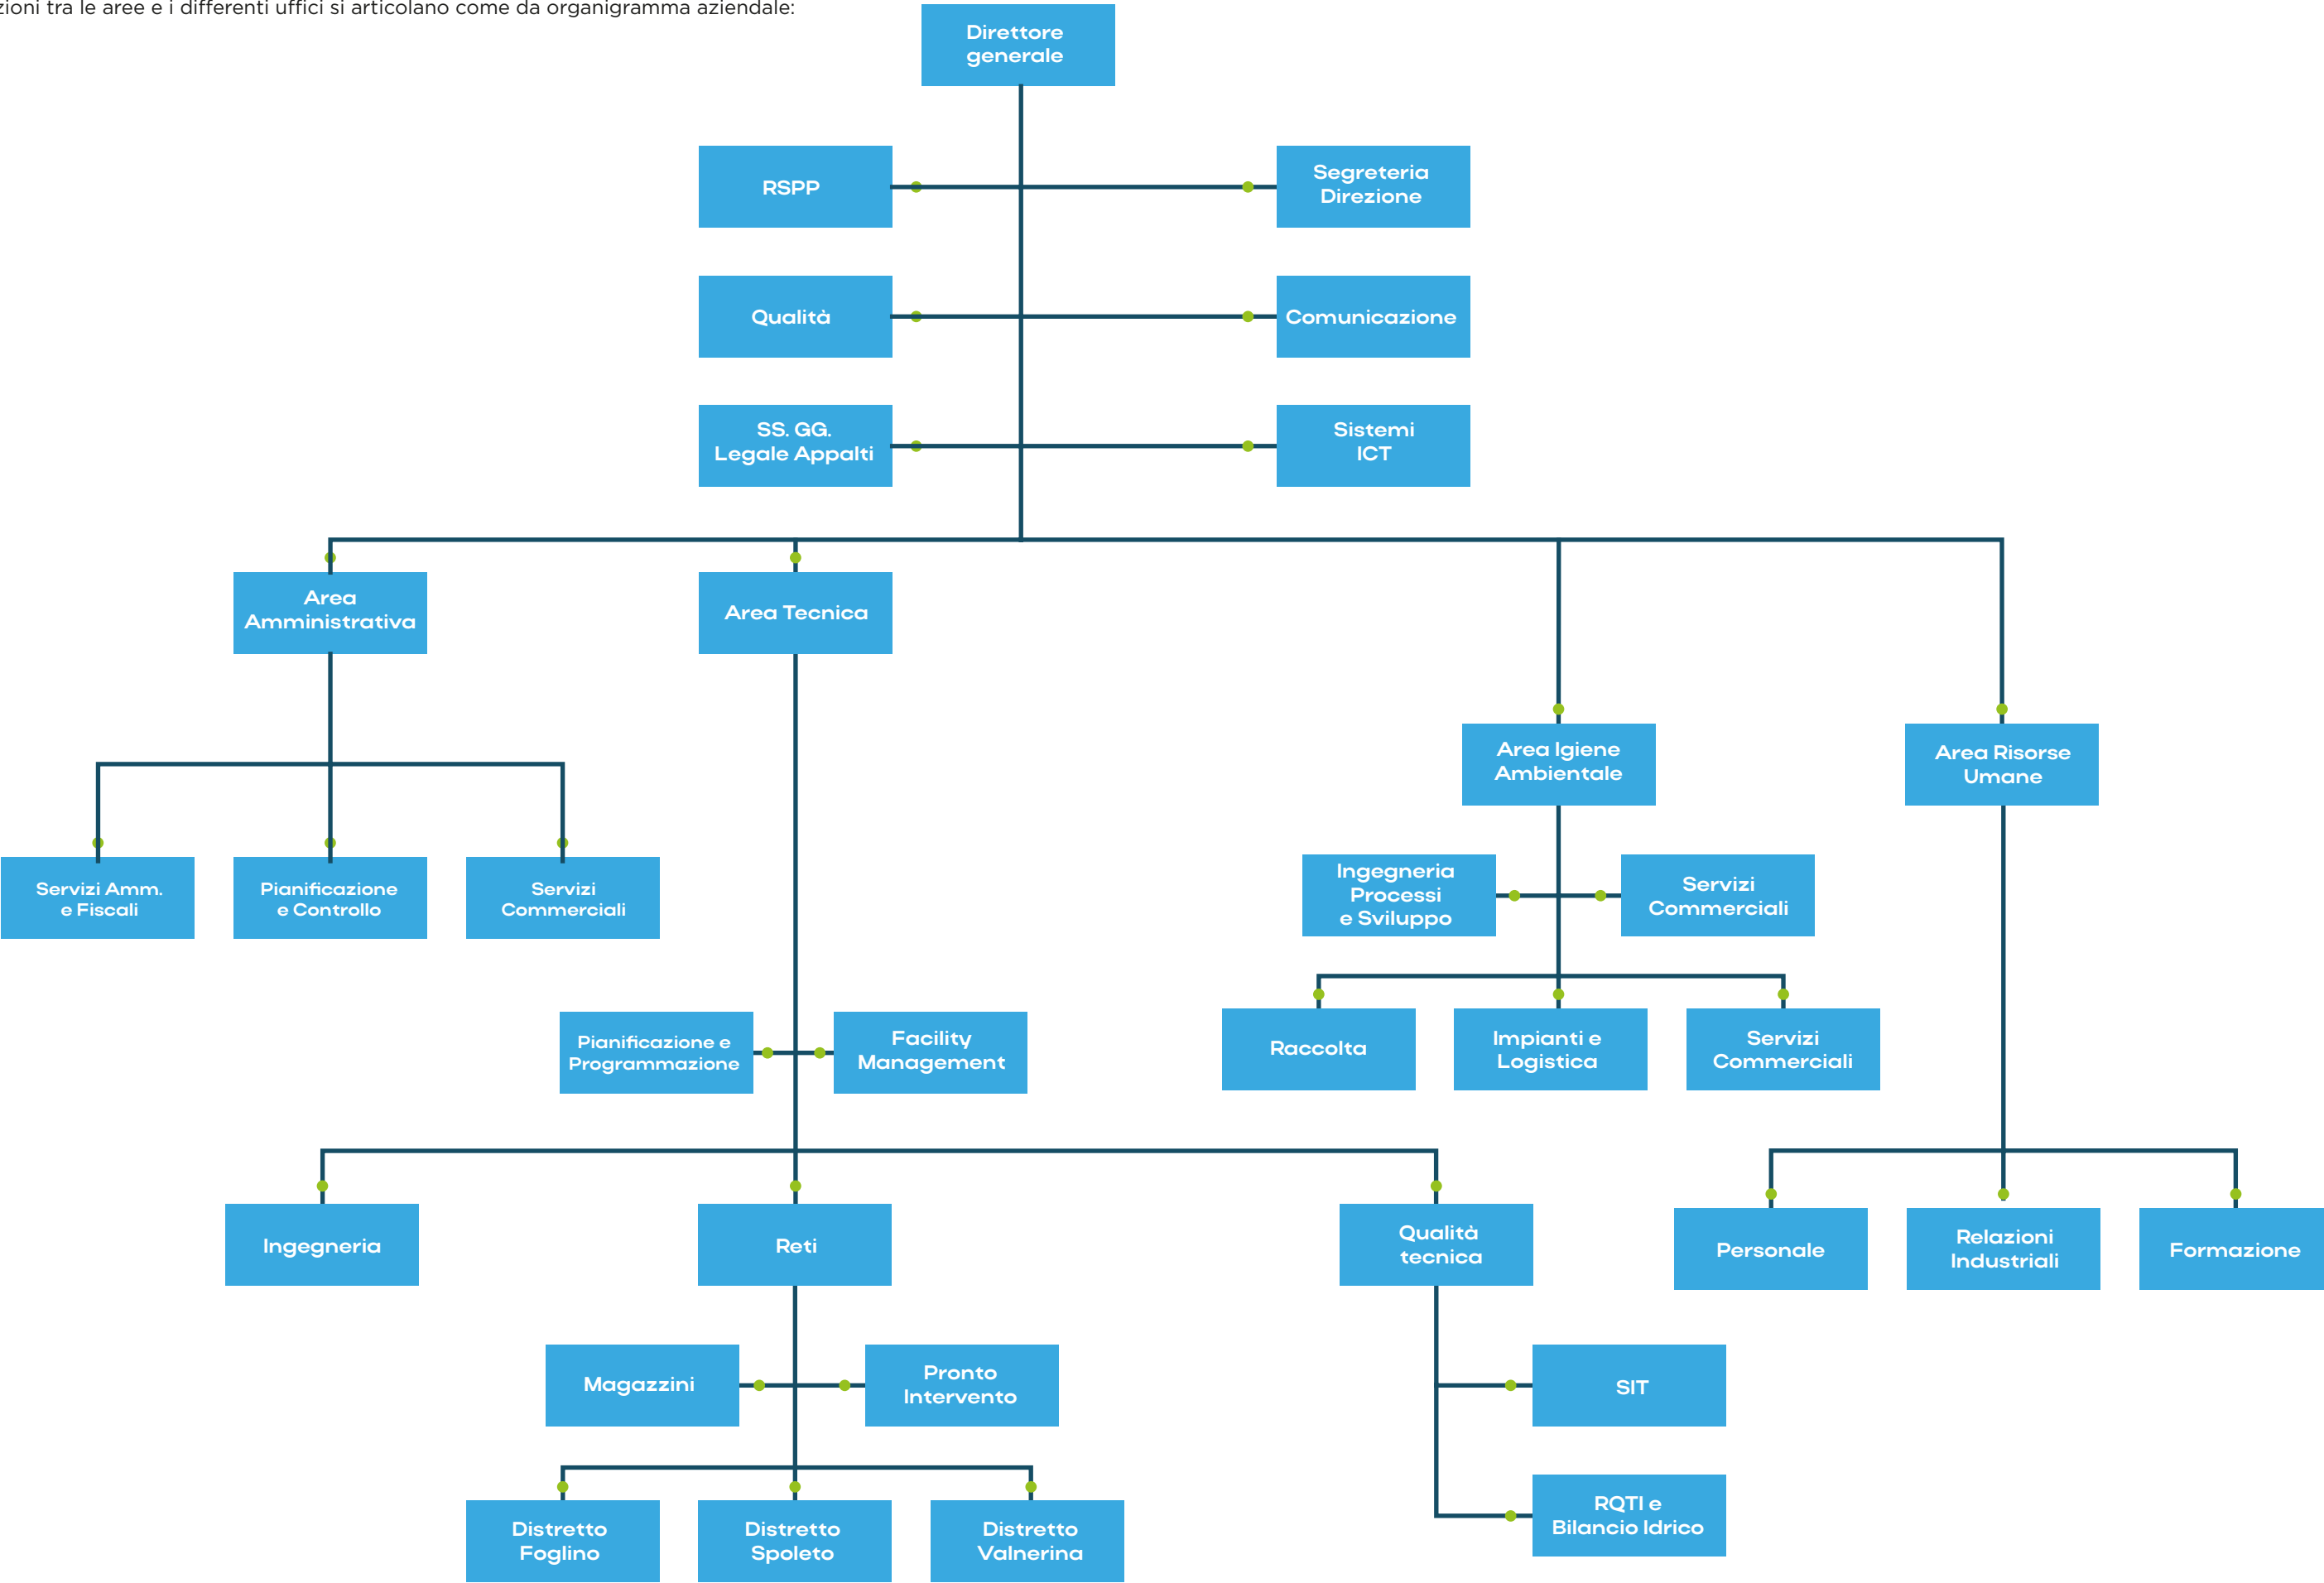 zioni tra le aree e i differenti uffici si articolano come da organigramma aziendale:
Direttore
generale
RSPP
Segreteria
Direzione
Qualità
Comunicazione
SS. GG.
Legale Appalti
Sistemi
ICT
Area
Amministrativa
Area Tecnica
Area Igiene
Ambientale
Area Risorse
Umane
Servizi Amm.
e Fiscali
Pianificazione
e Controllo
Servizi
Commerciali
Ingegneria
Processi
e Sviluppo
Servizi
Commerciali
Pianificazione e
Programmazione
Facility
Management
Raccolta
Impianti e
Logistica
Servizi
Commerciali
Ingegneria
Reti
Qualità
tecnica
Personale
Relazioni
Industriali
Formazione
Magazzini
Pronto
Intervento
SIT
Distretto
Foglino
Distretto
Spoleto
Distretto
Valnerina
RQTI e
Bilancio Idrico